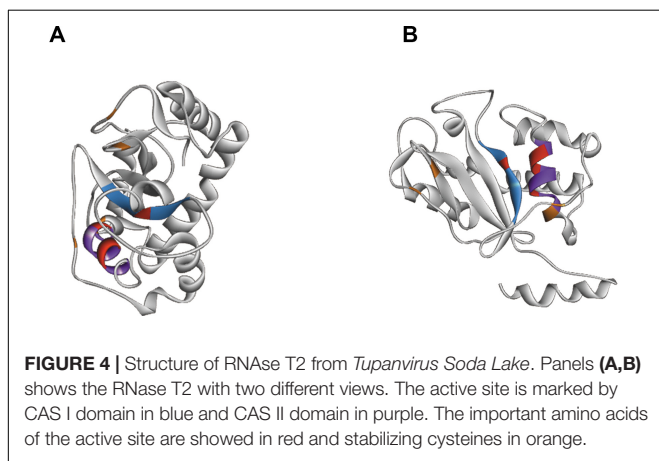 A
B
FIGURE 4 | Structure of RNAse T2 from Tupanvirus Soda Lake. Panels (A,B)
shows the RNase T2 with two different views. The active site is marked by
CAS I domain in blue and CAS II domain in purple. The important amino acids
of the active site are showed in red and stabilizing cysteines in orange.